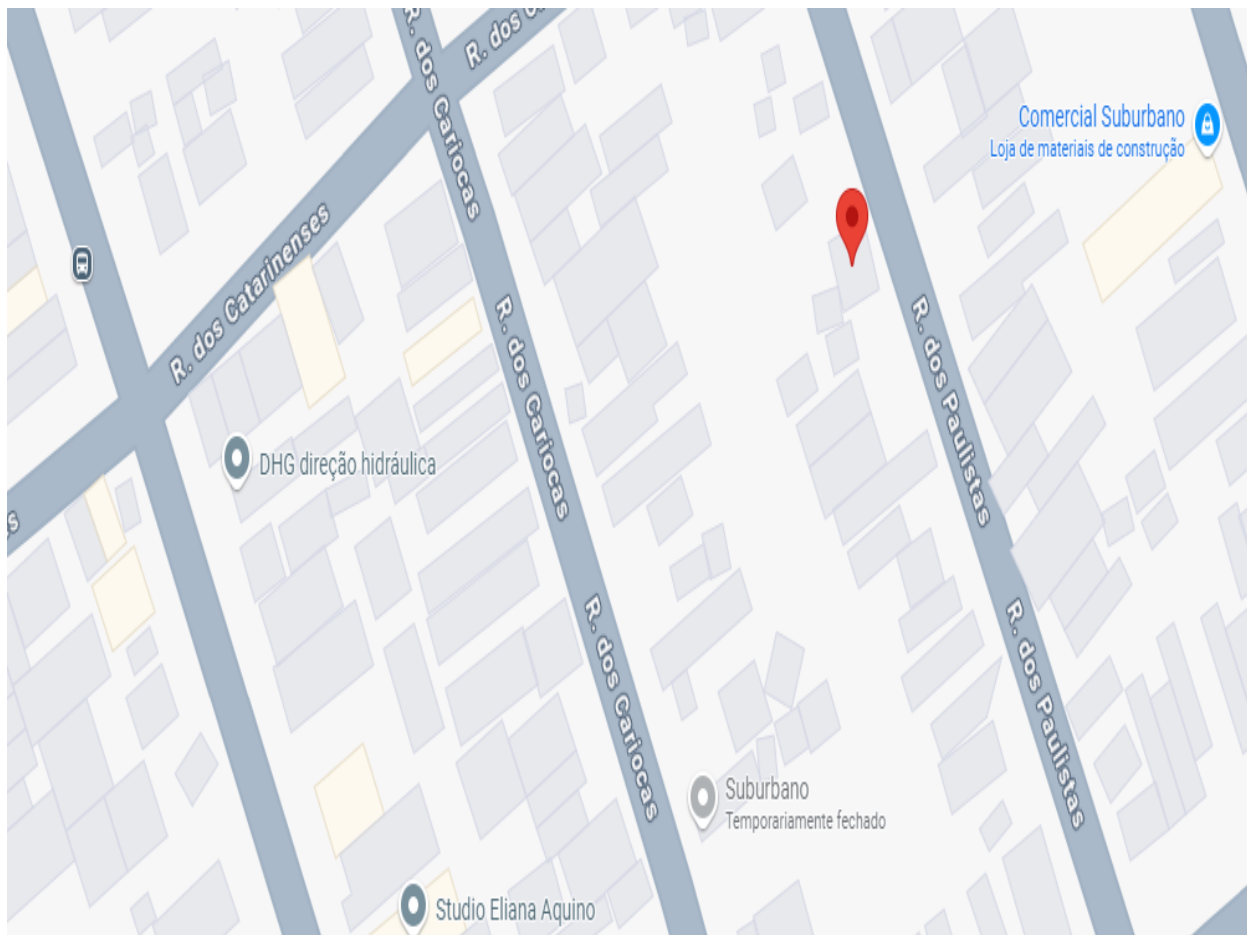 R. dos
R. dos Cariocas
Comercial Suburbano
Loja de materiais de construção
R. dos Catarinenses
R. dos Cariocas
R. dos Paulistas
DHG direção hidráulica
R. dos Cariocas
R. dos Paulistas
Suburbano
Temporariamente fechado
Studio Eliana Aquino